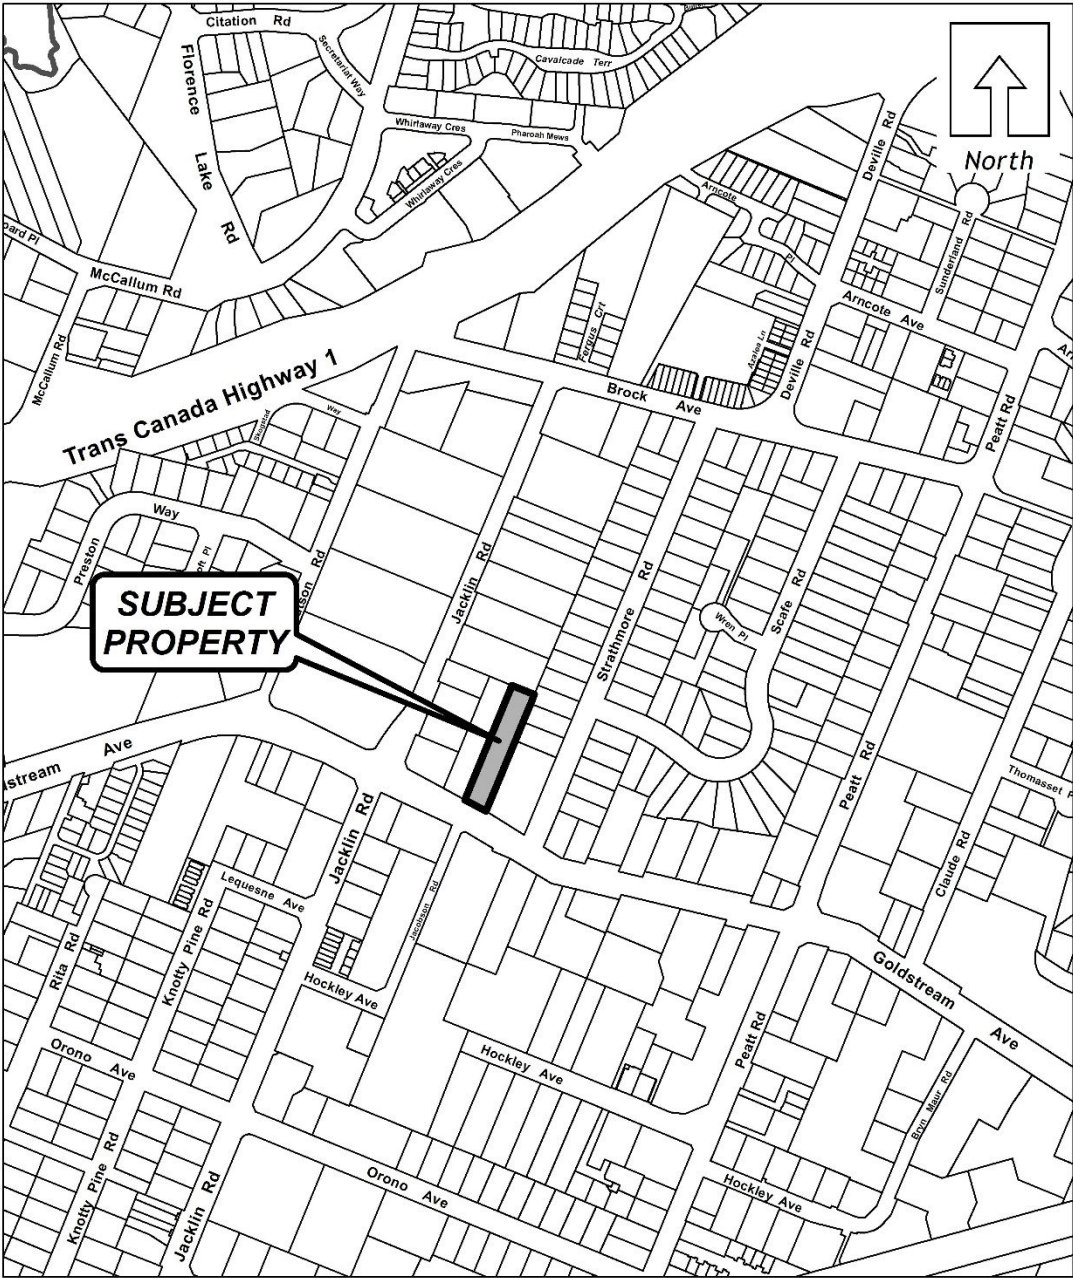 Citation Rd
Florence Lake Rd
Secretariat Way
Cavalcade Terr
Whirlaway Cres
Pharoah Mews
Whirlaway Cres
North
Deville Rd
Arncote Pl
Sunderland Rd
McCallum Rd
McCallum Rd
Arncote Ave
Fergus Crt
Azalea Ln
Deville Rd
Trans Canada Highway 1
Way
Brock Ave
Peatt Rd
Preston Way
Jacklin Rd
Strathmore Rd
Scafe Rd
Wren Pl
SUBJECT
PROPERTY
Rd
Ave
Peatt Rd
Thomasset
Claude Rd
Jacklin Rd
Lequesne Ave
Jacobson Rd
Knotty Pine Rd
Rita Rd
Hockley Ave
Goldstream Ave
Orono Ave
Hockley Ave
Peatt Rd
Bryn Maur Rd
Knotty Pine Rd
Jacklin Rd
Orono Ave
Hockley Ave